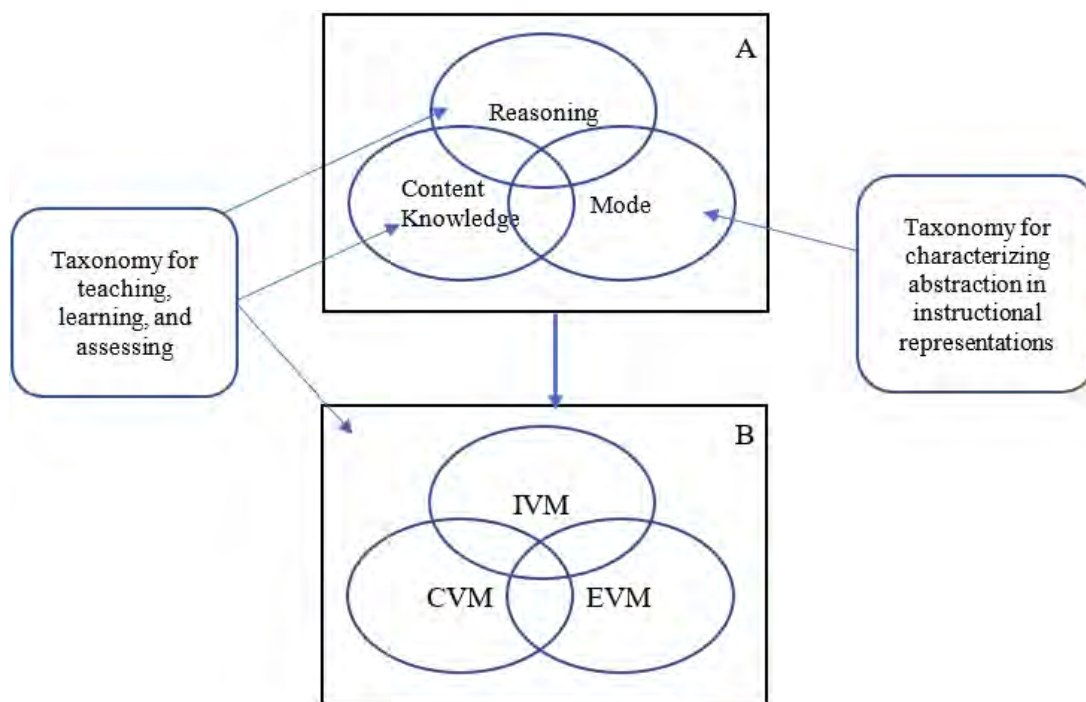 A
Reasoning
Content
Knowledge
Mode
Taxonomy for
teaching,
learning, and
assessing
Taxonomy for
characterizing
abstraction in
instructional
representations
B
IVM
CVM
EVM